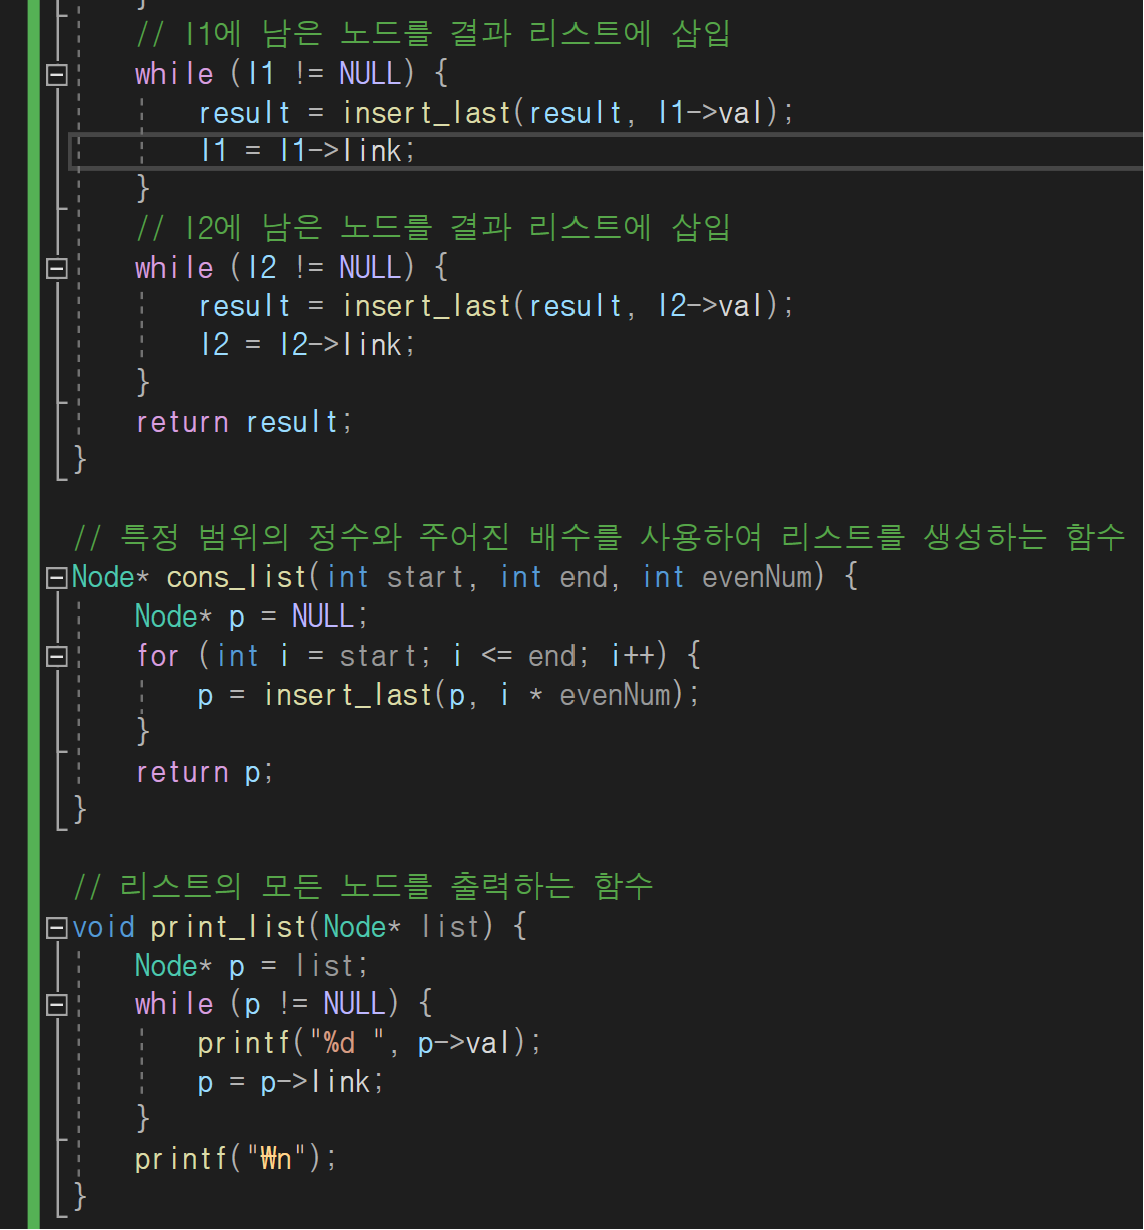 }
// l1에 남은 노드를 결과 리스트에 삽입
while (l1 != NULL) {
result = insert_last(result, l1->val);
l1 = l1->link;
}
// l2에 남은 노드를 결과 리스트에 삽입
while (l2 != NULL) {
result = insert_last(result, l2->val);
l2 = l2->link;
}
return result;
}
// 특정 범위의 정수와 주어진 배수를 사용하여 리스트를 생성하는 함수
Node* cons_list(int start, int end, int evenNum) {
Node* p = NULL;
for (int i = start; i <= end; i++) {
p = insert_last(p, i * evenNum);
}
return p;
}
// 리스트의 모든 노드를 출력하는 함수
void print_list(Node* list) {
Node* p = list;
while (p != NULL) {
printf("%d ", p->val);
p = p->link;
}
printf("₩n");
}